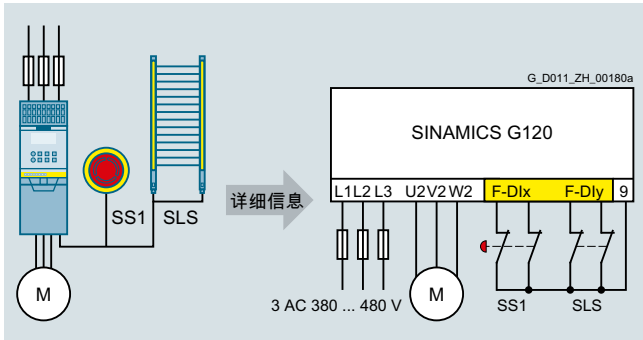 G_D011_ZH_00180a
SINAMICS G120
L1 L2 L3 U2 V2 W2 F-DIx F-DIy 9
SS1 SLS
详细信息
M
M
3 AC 380 ... 480 V
SS1 SLS